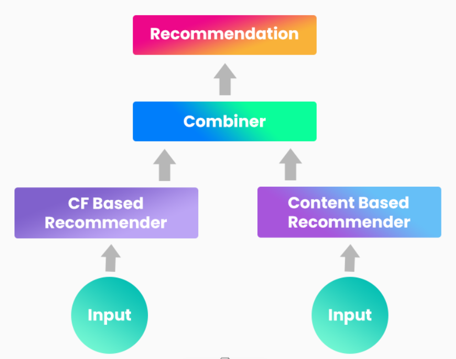 Recommendation
Combiner
CF Based
Recommender
Content Based
Recommender
Input
Input